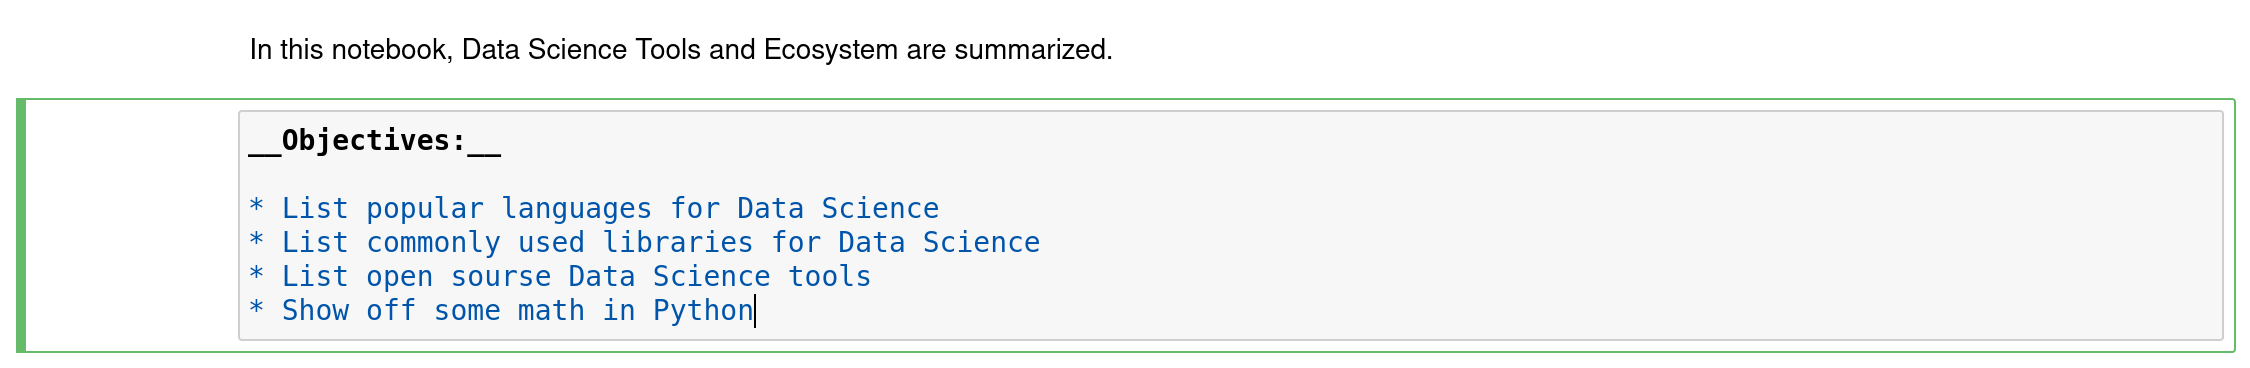 In this notebook, Data Science Tools and Ecosystem are summarized.
__Objectives:__
* List popular languages for Data Science
* List commonly used libraries for Data Science
* List open sourse Data Science tools
* Show off some math in Python